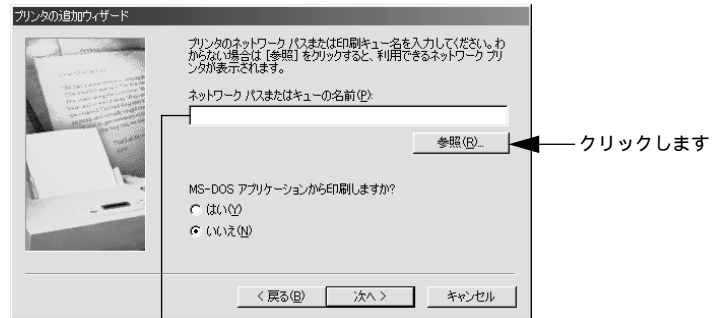 プリンタの追加ウィザード
プリンタのネットワーク パスまたは印刷キュー名を入力してください。わ
からない場合は [参照] をクリックすると、利用できるネットワーク プリ
ンタが表示されます。
ネットワーク パスまたはキューの名前(P):
参照(R)...
クリックします
MS-DOS アプリケーションから印刷しますか?
はい(Y)
いいえ(N)
< 戻る(B)
次へ >
キャンセル